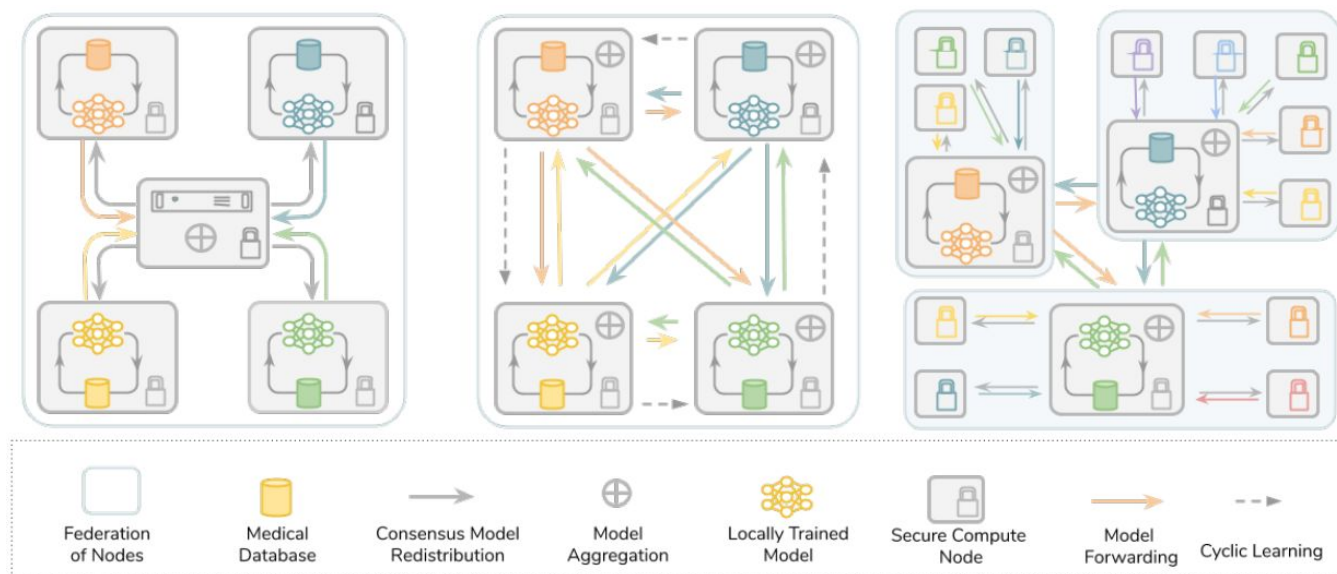 Federation
of Nodes
Medical
Database
Consensus Model
Redistribution
Model
Aggregation
Locally Trained
Model
Secure Compute
Node
Model
Forwarding
Cyclic Learning